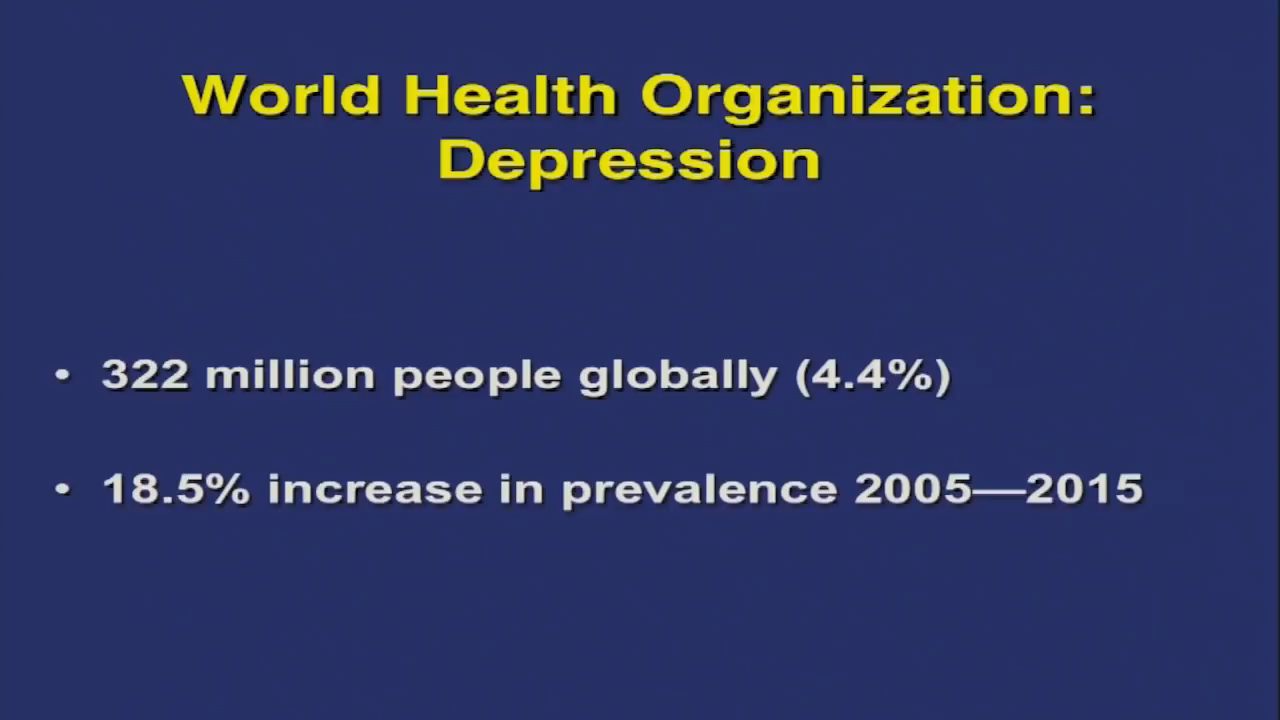 World Health Organization:
Depression
• 322 million people globally (4.4%)
• 18.5% increase in prevalence 2005—2015